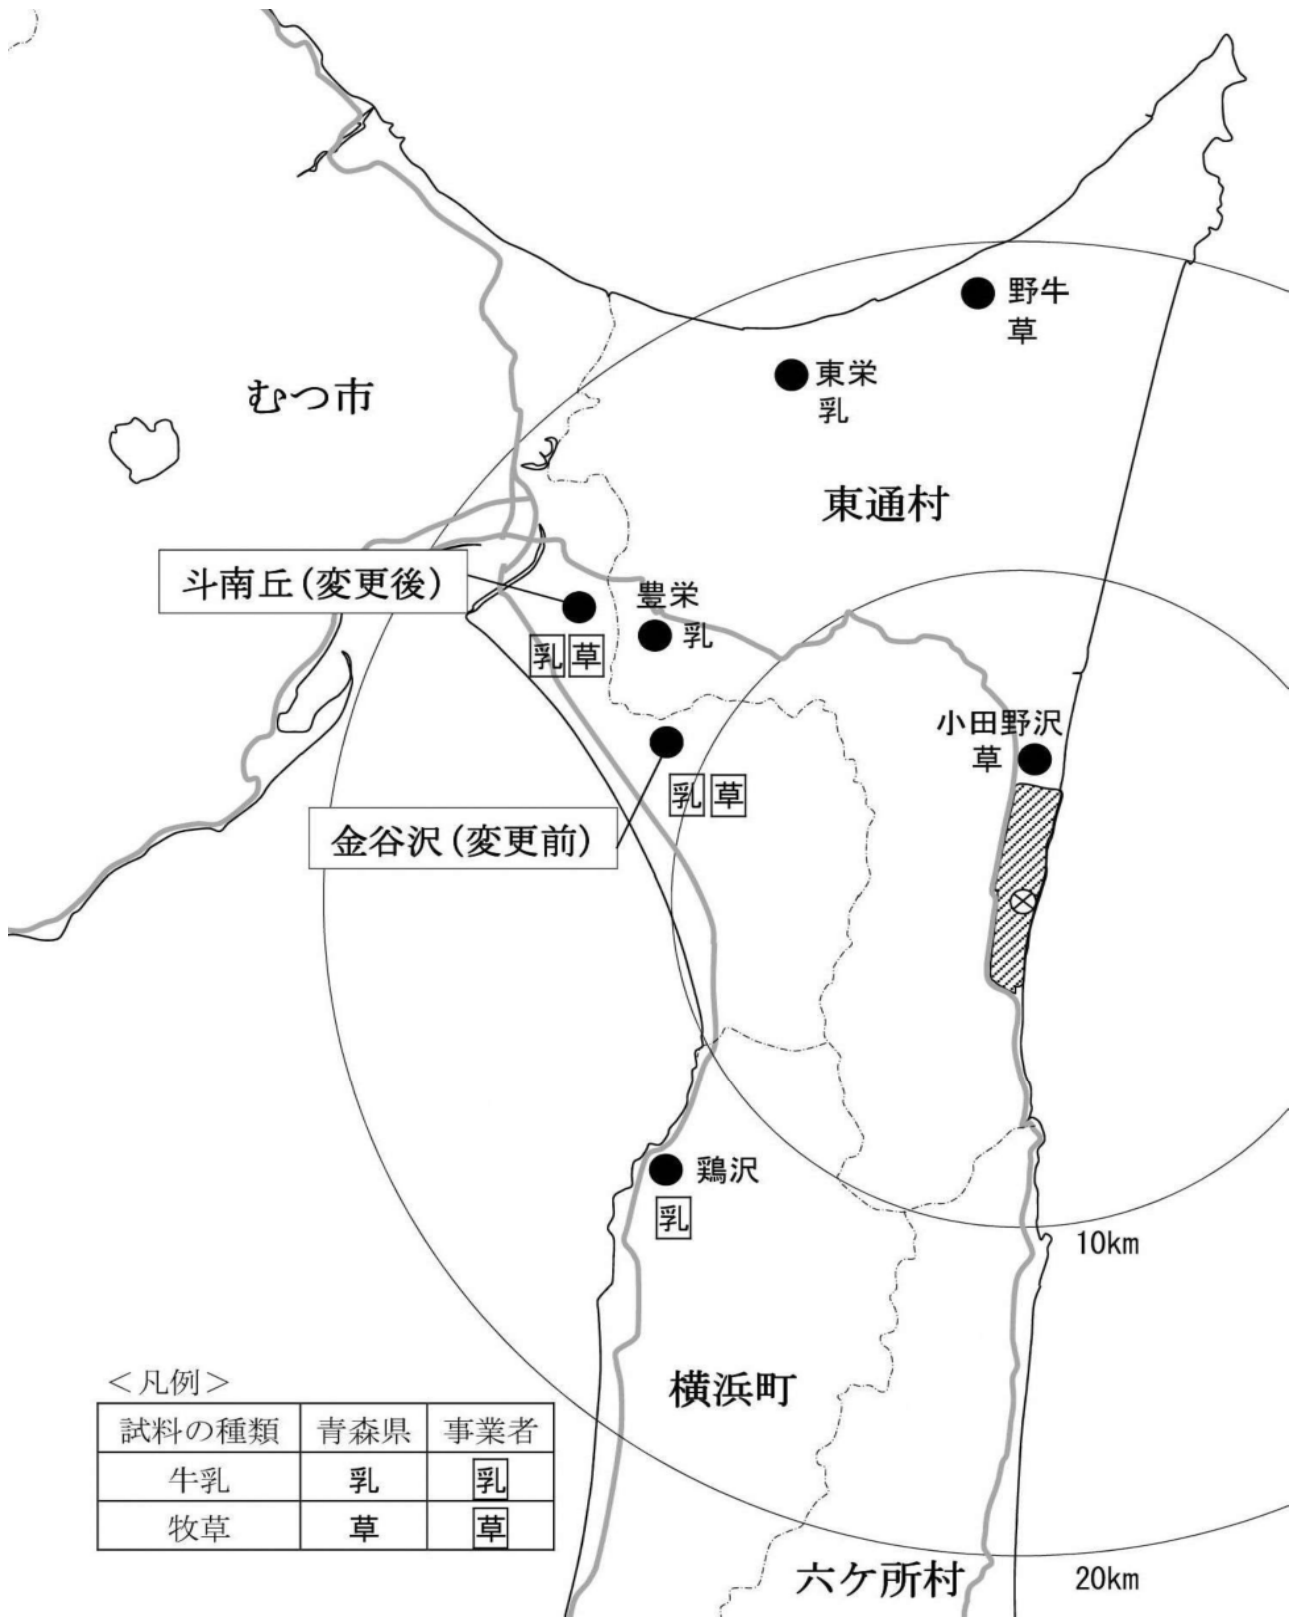 野牛
草
東栄
乳
むつ市
東通村
斗南丘(変更後)
豊栄
乳
乳 草
小田野沢
草
乳 草
金谷沢(変更前)
鶏沢
乳
10km
横浜町
<凡例>
試料の種類 青森県 事業者
牛乳 乳 乳
牧草 草 草
六ケ所村
20km